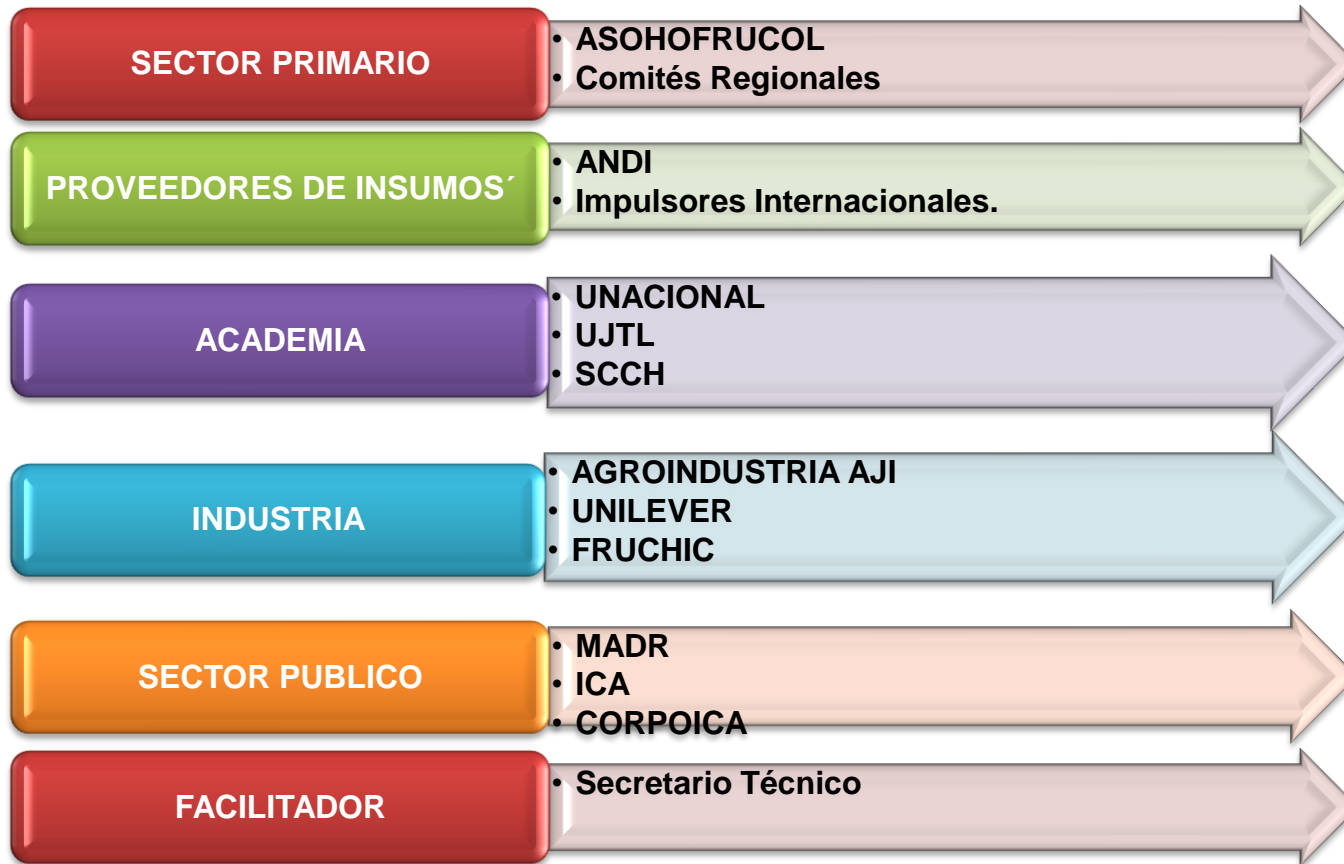 SECTOR PRIMARIO
• ASOHOFRUCOL
• Comités Regionales
PROVEEDORES DE INSUMOS´
• ANDI
• Impulsores Internacionales.
ACADEMIA
• UNACIONAL
• UJTL
• SCCH
INDUSTRIA
• AGROINDUSTRIA AJI
• UNILEVER
• FRUCHIC
SECTOR PUBLICO
• MADR
• ICA
• CORPOICA
FACILITADOR
• Secretario Técnico